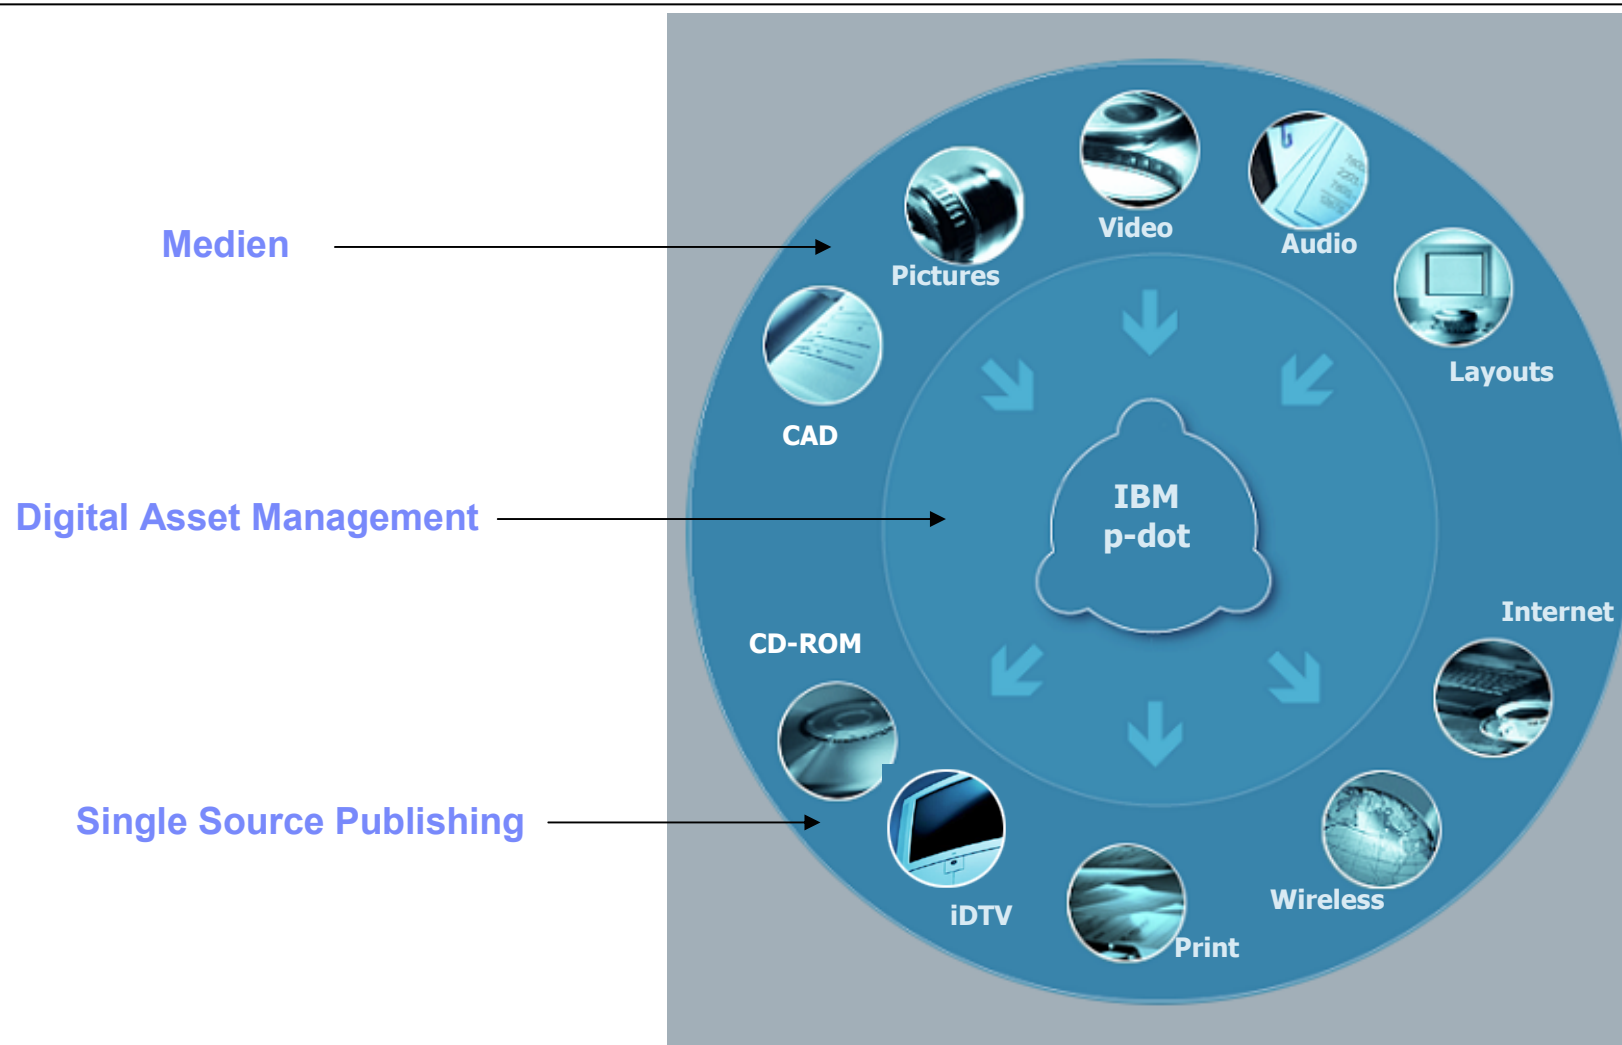 Medien
Digital Asset Management
Single Source Publishing
Video
Audio
Pictures
Layouts
CAD
IBM
p-dot
Internet
CD-ROM
Wireless
iDTV
Print